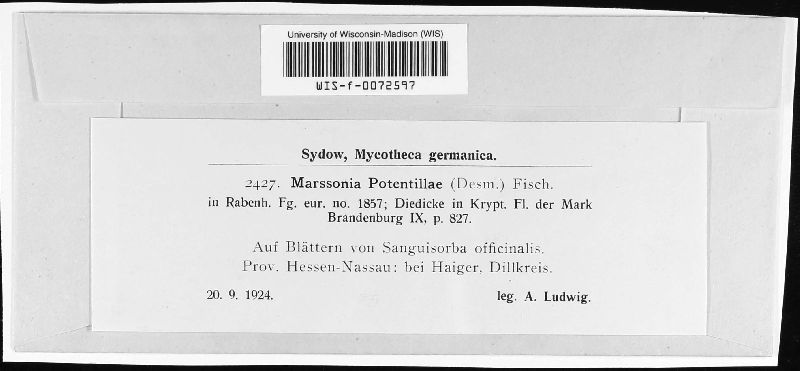 University of Wisconsin-Madison (WIS)
WIS-f-0072597
Sydow, Mycotheca germanica.
2427. Marssonia Potentillae (Desm.) Fisch.
in Rabenh. Fg. eur. no. 1857; Diedicke in Krypt. Fl. der Mark
Brandenburg IX, p. 827.
Auf Blättern von Sanguisorba officinalis.
Prov. Hessen-Nassau: bei Haiger, Dillkreis.
20. 9. 1924. leg. A. Ludwig.